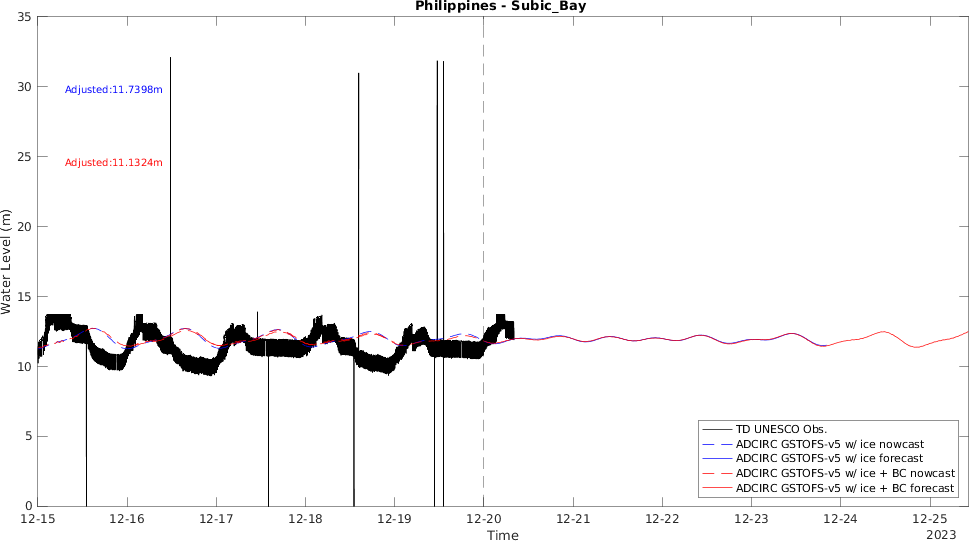 Philippines - Subic_Bay
35
30
25
20
15
10
5
0
Water Level (m)
Adjusted:11.7398m
Adjusted:11.1324m
TD UNESCO Obs.
ADCIRC GSTOFS-v5 w/ ice nowcast
ADCIRC GSTOFS-v5 w/ ice forecast
ADCIRC GSTOFS-v5 w/ ice + BC nowcast
ADCIRC GSTOFS-v5 w/ ice + BC forecast
12-15 12-16 12-17 12-18 12-19 12-20 12-21 12-22 12-23 12-24 12-25
Time
2023